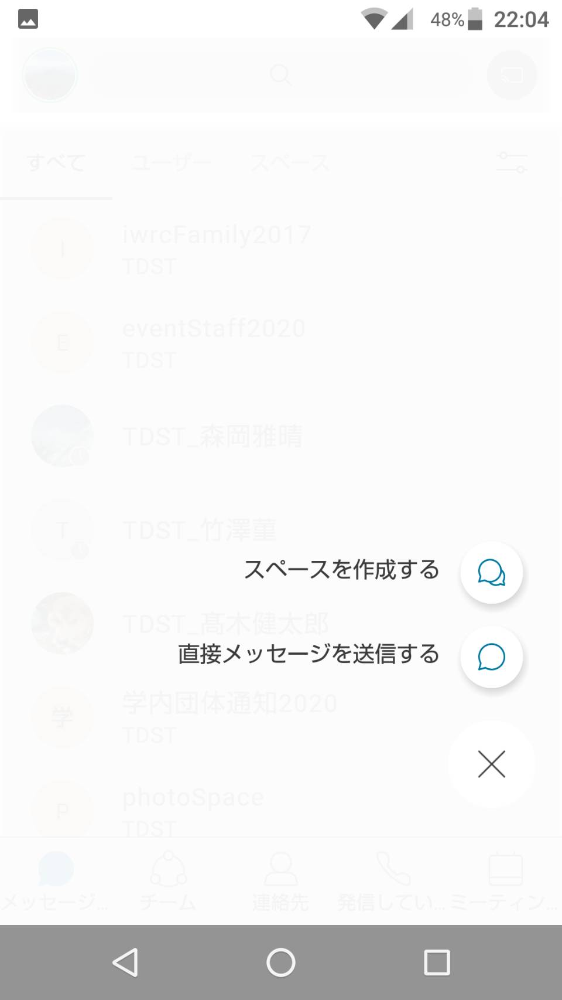 48% 22:04
すべて ユーザー スペース
I iwrcFamily2017
TDST
E eventStaff2020
TDST
TDST_森岡雅晴
T TDST_竹澤菫
スペースを作成する
TDST_髙木健太郎
直接メッセージを送信する
学 学内団体通知2020
TDST
P photoSpace
TDST
メッセージ... チーム 連絡先 発信してい... ミーティン...